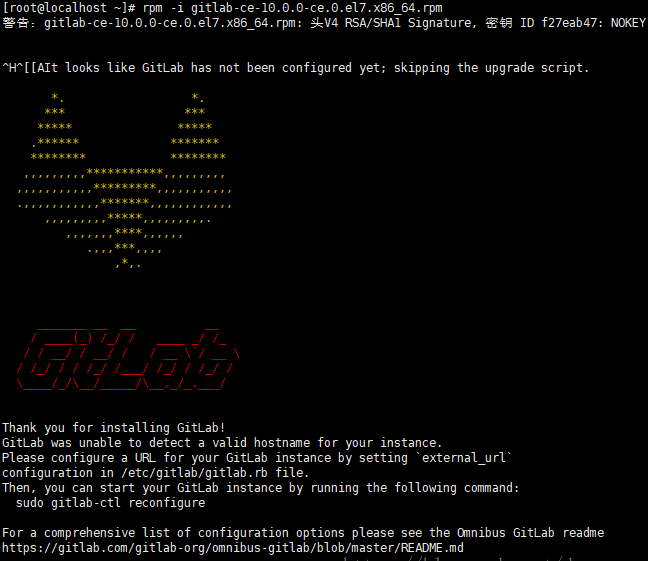 [root@localhost ~]# rpm -i gitlab-ce-10.0.0-ce.0.el7.x86_64.rpm
警告：gitlab-ce-10.0.0-ce.0.el7.x86_64.rpm: 头V4 RSA/SHA1 Signature, 密钥 ID f27eab47: NOKEY
^H^[[AIt looks like GitLab has not been configured yet; skipping the upgrade script.
GitLab
Thank you for installing GitLab!
GitLab was unable to detect a valid hostname for your instance.
Please configure a URL for your GitLab instance by setting `external_url`
configuration in /etc/gitlab/gitlab.rb file.
Then, you can start your GitLab instance by running the following command:
sudo gitlab-ctl reconfigure
For a comprehensive list of configuration options please see the Omnibus GitLab readme
https://gitlab.com/gitlab-org/omnibus-gitlab/blob/master/README.md